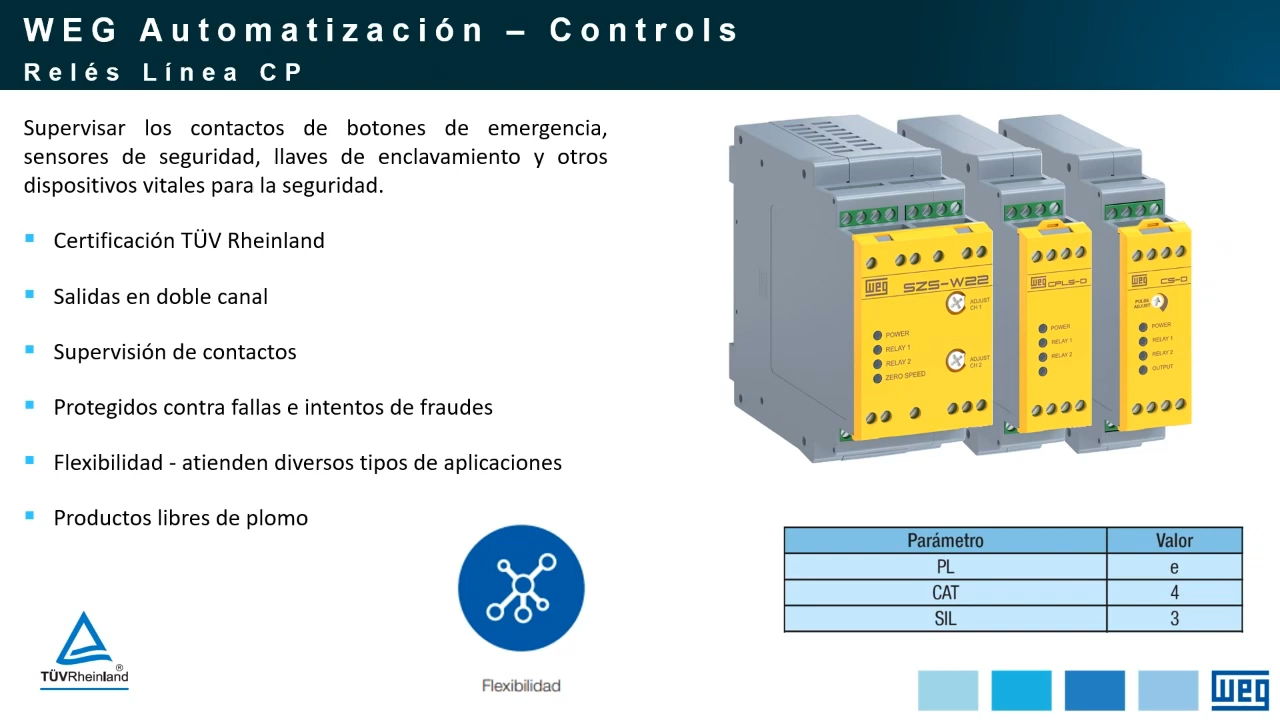 WEG Automatización – Controls
Relés Línea CP
Supervisar los contactos de botones de emergencia,
sensores de seguridad, llaves de enclavamiento y otros
dispositivos vitales para la seguridad.
Certificación TÜV Rheinland
Salidas en doble canal
Supervisión de contactos
Protegidos contra fallas e intentos de fraudes
Flexibilidad - atienden diversos tipos de aplicaciones
Productos libres de plomo
TÜVRheinland®
Flexibilidad
WEG SZS-W22
ADJUST
CH 1
POWER
RELAY 1
RELAY 2
ZERO SPEED
ADJUST
CH 2
WEG CPLS-D
POWER
RELAY 1
RELAY 2
WEG CS-D
PULSE
ADJUST
POWER
RELAY 1
RELAY 2
OUTPUT
Parámetro Valor
PL e
CAT 4
SIL 3
WEG